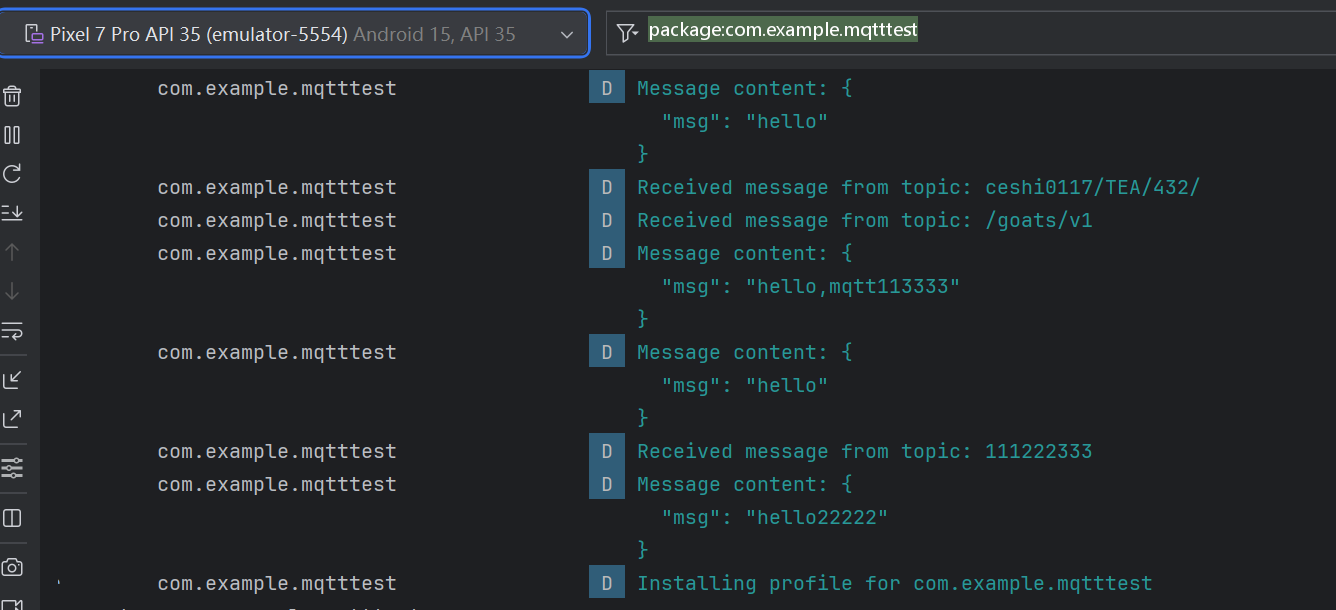 Pixel 7 Pro API 35 (emulator-5554) Android 15, API 35
package:com.example.mqtttest
com.example.mqtttest D Message content: {
"msg": "hello"
}
com.example.mqtttest D Received message from topic: ceshi0117/TEA/432/
com.example.mqtttest D Received message from topic: /goats/v1
com.example.mqtttest D Message content: {
"msg": "hello,mqtt113333"
}
com.example.mqtttest D Message content: {
"msg": "hello"
}
com.example.mqtttest D Received message from topic: 111222333
com.example.mqtttest D Message content: {
"msg": "hello22222"
}
com.example.mqtttest D Installing profile for com.example.mqtttest